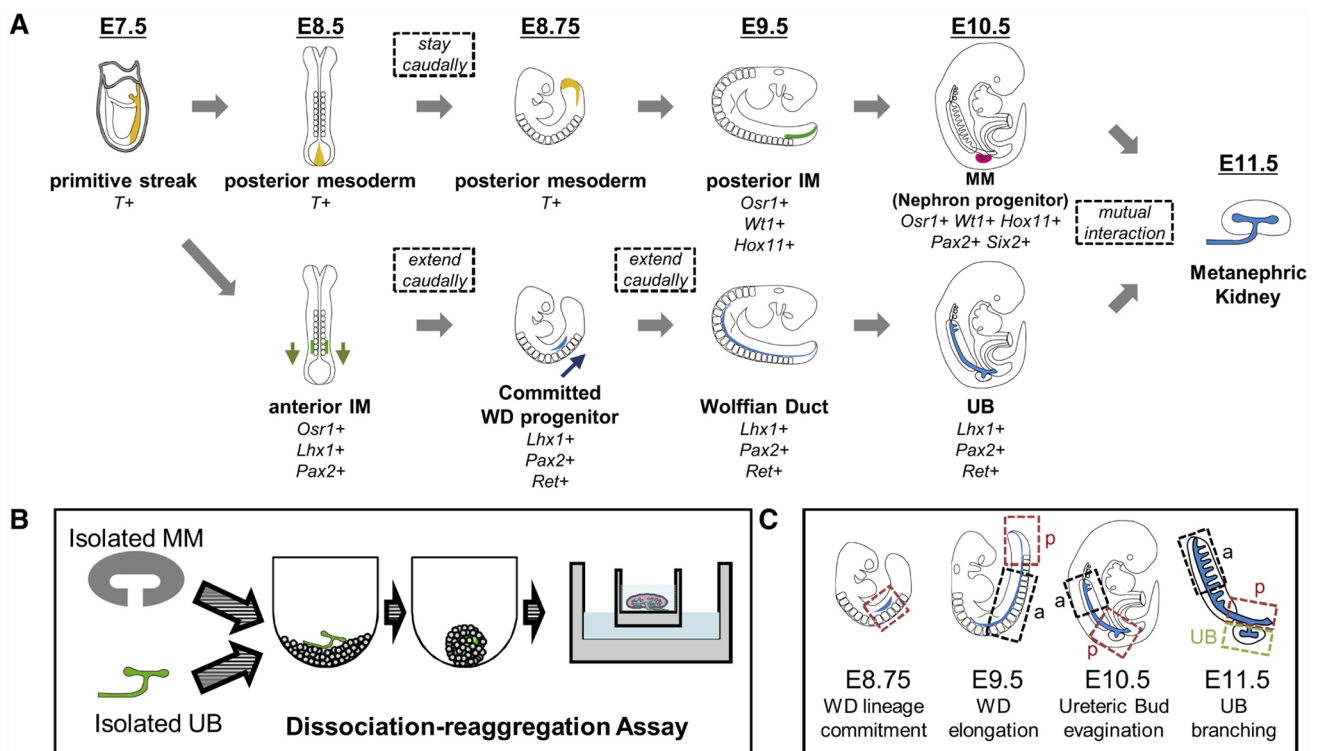 A
E7.5
E8.5
E8.75
E9.5
E10.5
stay
caudally
primitive streak
T+
posterior mesoderm
T+
posterior mesoderm
T+
posterior IM
Osr1+
Wt1+
Hox11+
MM
(Nephron progenitor)
Osr1+ Wt1+ Hox11+
Pax2+ Six2+
mutual
interaction
E11.5
Metanephric
Kidney
extend
caudally
extend
caudally
anterior IM
Osr1+
Lhx1+
Pax2+
Committed
WD progenitor
Lhx1+
Pax2+
Ret+
Wolffian Duct
Lhx1+
Pax2+
Ret+
UB
Lhx1+
Pax2+
Ret+
B
Isolated MM
Isolated UB
Dissociation-reaggregation Assay
C
p
a
a
p
a
p
UB
E8.75
WD lineage
commitment
E9.5
WD
elongation
E10.5
Ureteric Bud
evagination
E11.5
UB
branching